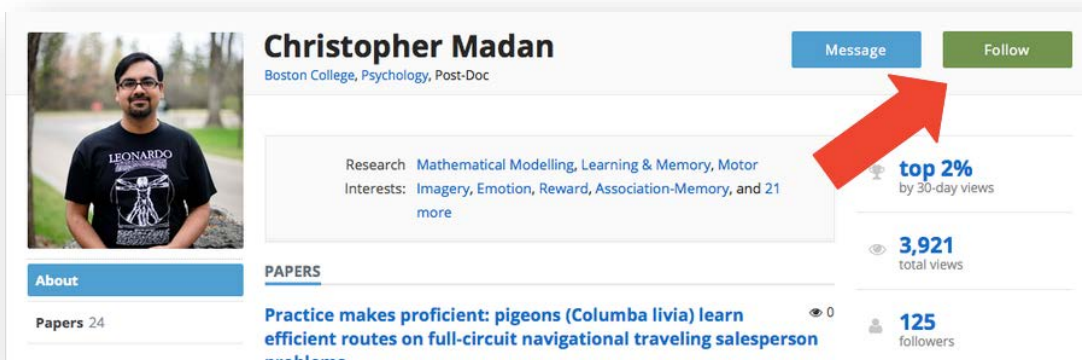 Christopher Madan
Boston College, Psychology, Post-Doc
Message
Follow
LEONARDO
Research Interests:
Mathematical Modelling, Learning & Memory, Motor
Imagery, Emotion, Reward, Association-Memory, and 21
more
top 2%
by 30-day views
3,921
total views
125
followers
About
Papers 24
PAPERS
Practice makes proficient: pigeons (Columba livia) learn
efficient routes on full-circuit navigational traveling salesperson
problems
0